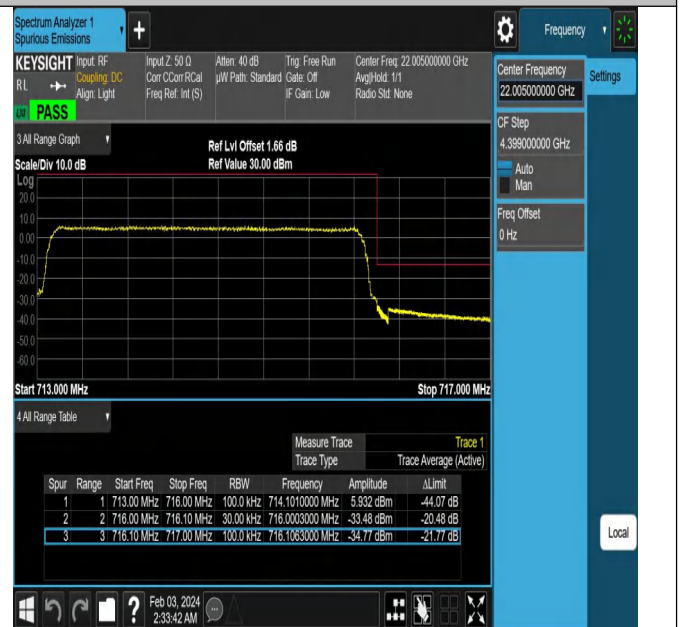 Spectrum Analyzer 1
Spurious Emissions
Frequency
KEYSIGHT Input: RF Input Z: 50 Ω Atten: 40 dB Trig: Free Run Center Freq: 22.005000000 GHz
RL Coupling: DC Corr CCorr RCal µW Path: Standard Gate: Off Avg|Hold: 1/1
Align: Light Freq Ref: Int (S) IF Gain: Low Radio Std: None
PASS
3 All Range Graph
Ref Lvl Offset 1.66 dB
Scale/Div 10.0 dB Ref Value 30.00 dBm
Log
20.0
10.0
0.00
-10.0
-20.0
-30.0
-40.0
-50.0
-60.0
Start 713.000 MHz Stop 717.000 MHz
4 All Range Table
Measure Trace Trace 1
Trace Type Trace Average (Active)
Spur Range Start Freq Stop Freq RBW Frequency Amplitude ΔLimit
1 1 713.00 MHz 716.00 MHz 100.0 kHz 714.1010000 MHz 5.932 dBm -44.07 dB
2 2 716.00 MHz 716.10 MHz 30.00 kHz 716.0003000 MHz -33.48 dBm -20.48 dB
3 3 716.10 MHz 717.00 MHz 100.0 kHz 716.1063000 MHz -34.77 dBm -21.77 dB
Center Frequency
22.005000000 GHz
Settings
CF Step
4.399000000 GHz
Auto
Man
Freq Offset
0 Hz
Local
Feb 03, 2024
2:33:42 AM